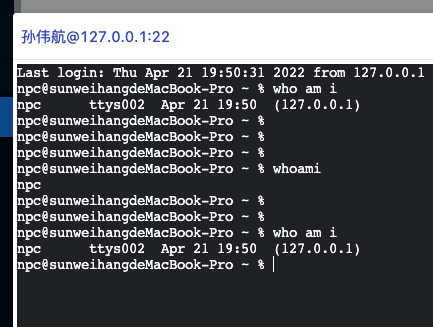 孙伟航@127.0.0.1:22
Last login: Thu Apr 21 19:50:31 2022 from 127.0.0.1
npc@sunweihangdeMacBook-Pro ~ % who am i
npc      ttys002  Apr 21 19:50  (127.0.0.1)
npc@sunweihangdeMacBook-Pro ~ %
npc@sunweihangdeMacBook-Pro ~ %
npc@sunweihangdeMacBook-Pro ~ %
npc@sunweihangdeMacBook-Pro ~ % whoami
npc
npc@sunweihangdeMacBook-Pro ~ %
npc@sunweihangdeMacBook-Pro ~ %
npc@sunweihangdeMacBook-Pro ~ % who am i
npc      ttys002  Apr 21 19:50  (127.0.0.1)
npc@sunweihangdeMacBook-Pro ~ %